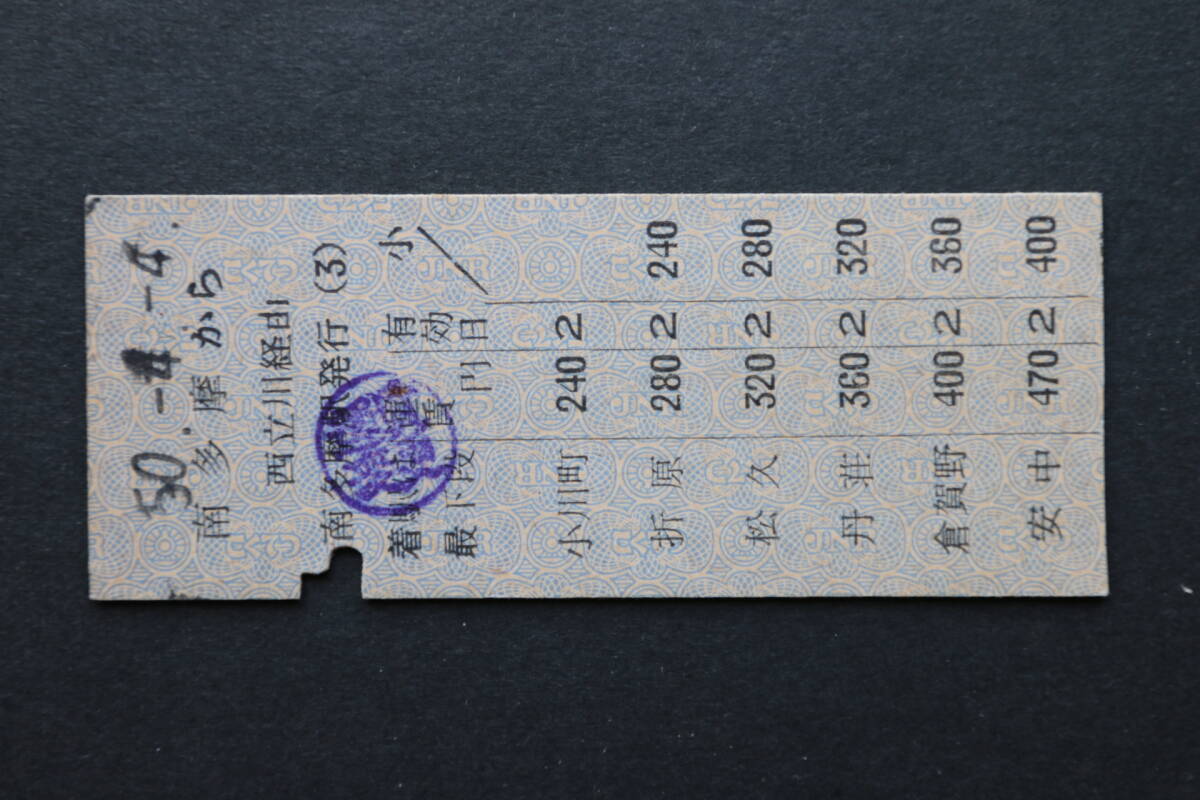 50.-4.-4.
南多摩から
西立川経由
南多摩駅発行 (3)
着駅は 運 有 小
最下段 賃 効
円 日
小川町 240 2
折原 280 2 240
松久 320 2 280
丹荘 360 2 320
倉賀野 400 2 360
安中 470 2 400